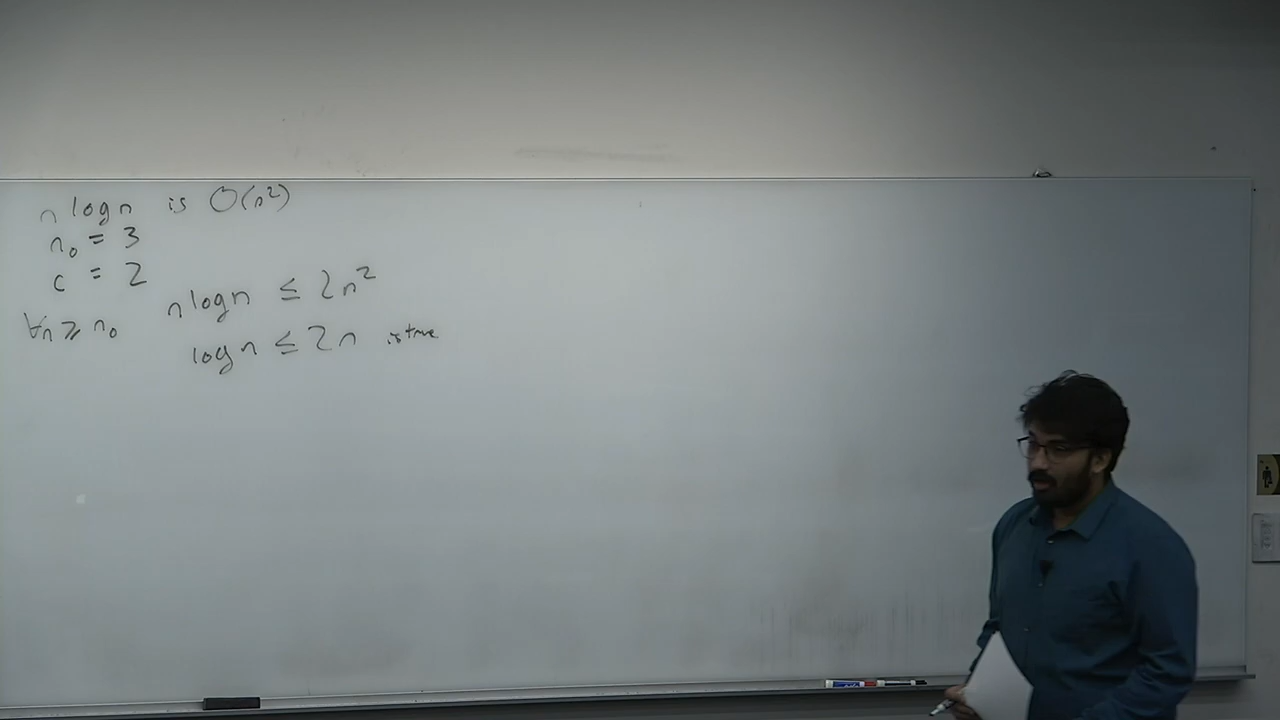 n log n is O(n²)
n₀ = 3
c = 2
n log n ≤ 2n²
∀n ≥ n₀
log n ≤ 2n is true